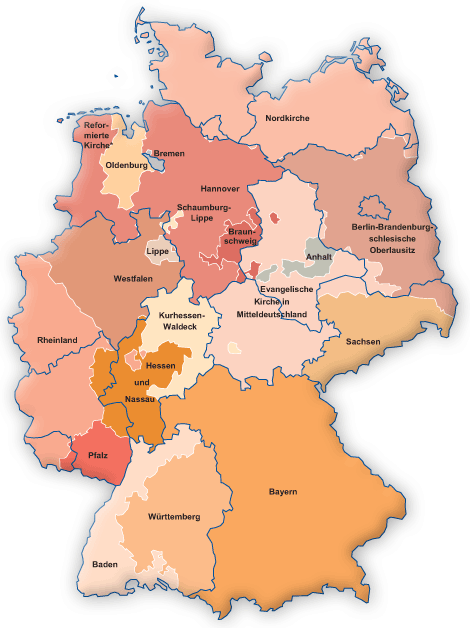 Nordkirche
Refor-
mierte
Kirche*
Oldenburg
Bremen
Hannover
Schaumburg-
Lippe
Braun-
schweig
Berlin-Brandenburg-
schlesische
Oberlausitz
Lippe
Anhalt
Westfalen
Evangelische
Kirche in
Mitteldeutschland
Kurhessen-
Waldeck
Rheinland
Sachsen
Hessen
und
Nassau
Pfalz
Bayern
Württemberg
Baden